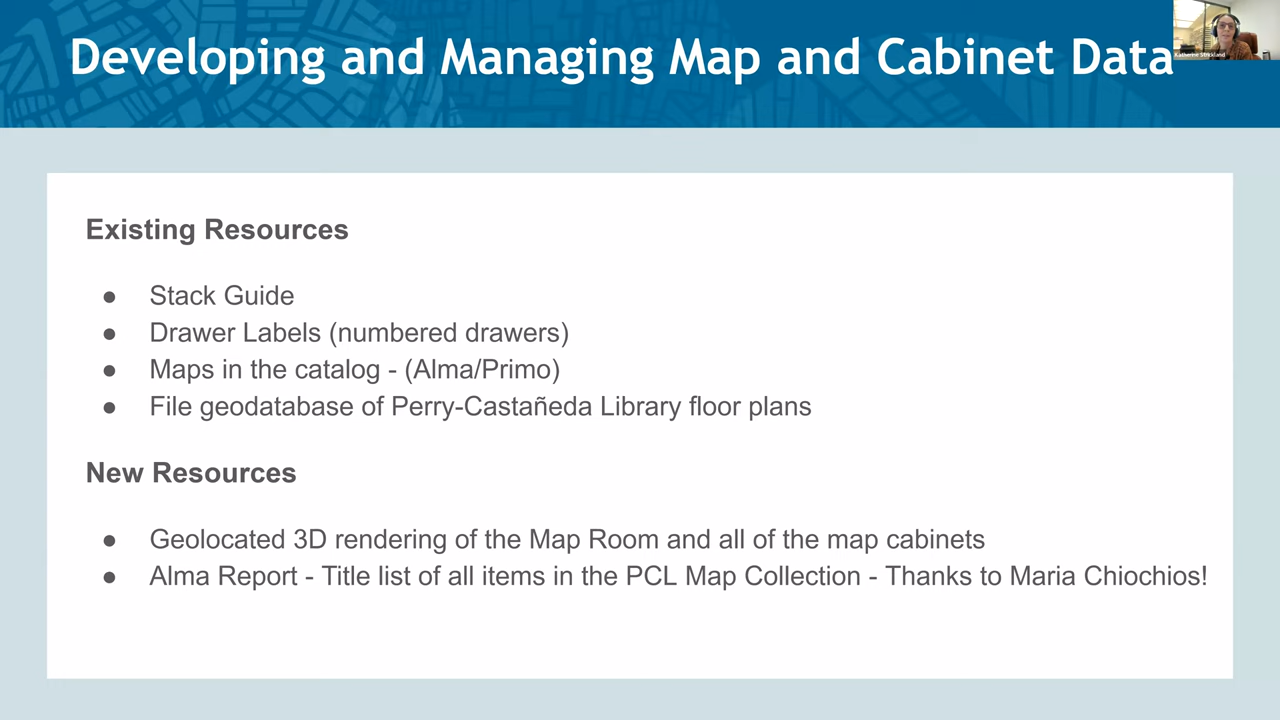 Developing and Managing Map and Cabinet Data
Katherine Strickland
Existing Resources
● Stack Guide
● Drawer Labels (numbered drawers)
● Maps in the catalog - (Alma/Primo)
● File geodatabase of Perry-Castañeda Library floor plans
New Resources
● Geolocated 3D rendering of the Map Room and all of the map cabinets
● Alma Report - Title list of all items in the PCL Map Collection - Thanks to Maria Chiochios!